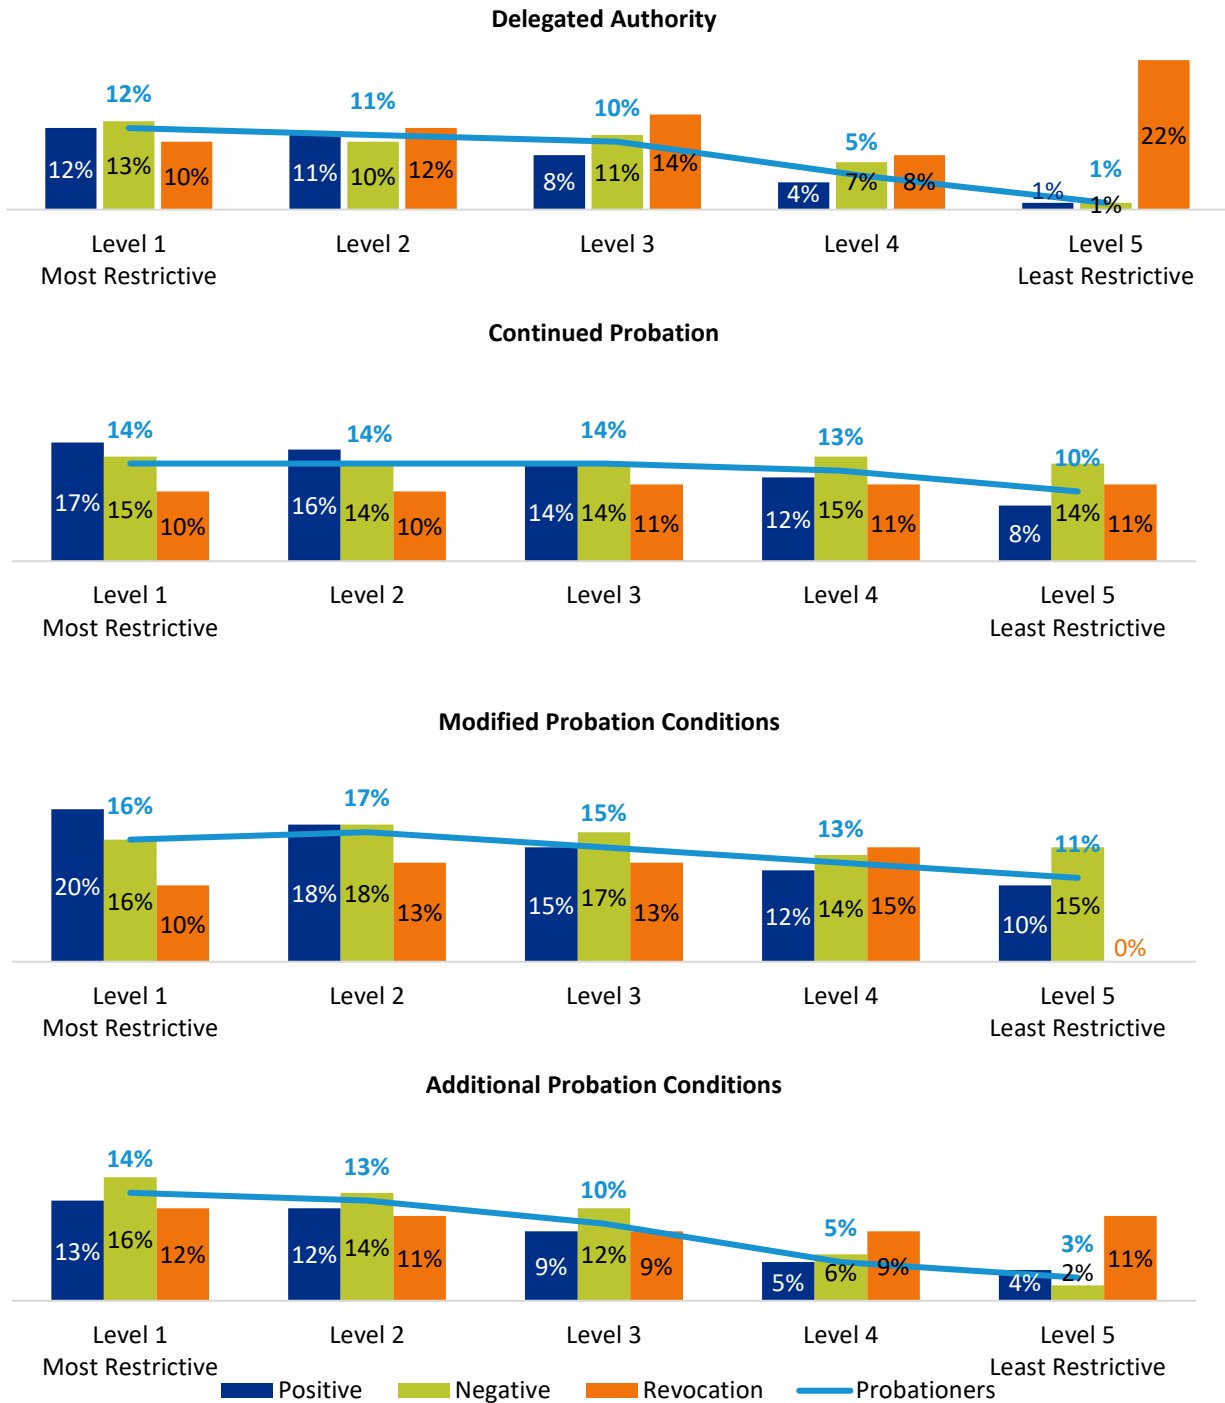 Delegated Authority
12%
11%
10%
5%
1%
12% 13% 10%
11% 10% 12%
8% 11% 14%
4% 7% 8%
1% 1% 22%
Level 1 Level 2 Level 3 Level 4 Level 5
Most Restrictive Least Restrictive
Continued Probation
14% 14% 14% 13% 10%
17% 15% 10%
16% 14% 10%
14% 14% 11%
12% 15% 11%
8% 14% 11%
Level 1 Level 2 Level 3 Level 4 Level 5
Most Restrictive Least Restrictive
Modified Probation Conditions
16% 17% 15% 13% 11%
20% 16% 10%
18% 18% 13%
15% 17% 13%
12% 14% 15%
10% 15% 0%
Level 1 Level 2 Level 3 Level 4 Level 5
Most Restrictive Least Restrictive
Additional Probation Conditions
14% 13% 10% 5% 3%
13% 16% 12%
12% 14% 11%
9% 12% 9%
5% 6% 9%
4% 2% 11%
Level 1 Level 2 Level 3 Level 4 Level 5
Most Restrictive Least Restrictive
Positive Negative Revocation Probationers